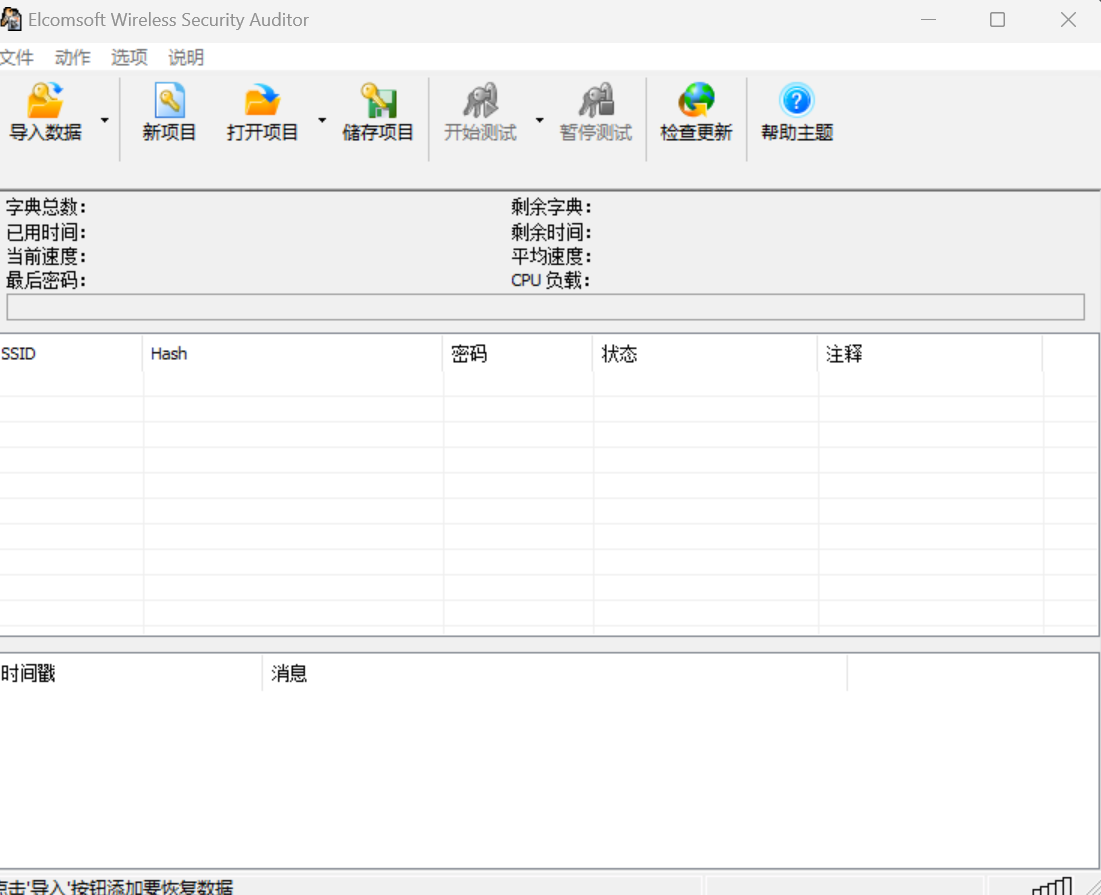 Elcomsoft Wireless Security Auditor
文件 动作 选项 说明
导入数据 新项目 打开项目 储存项目 开始测试 暂停测试 检查更新 帮助主题
字典总数: 剩余字典:
已用时间: 剩余时间:
当前速度: 平均速度:
最后密码: CPU 负载:
SSID Hash 密码 状态 注释
时间戳 消息
点击'导入'按钮添加要恢复数据